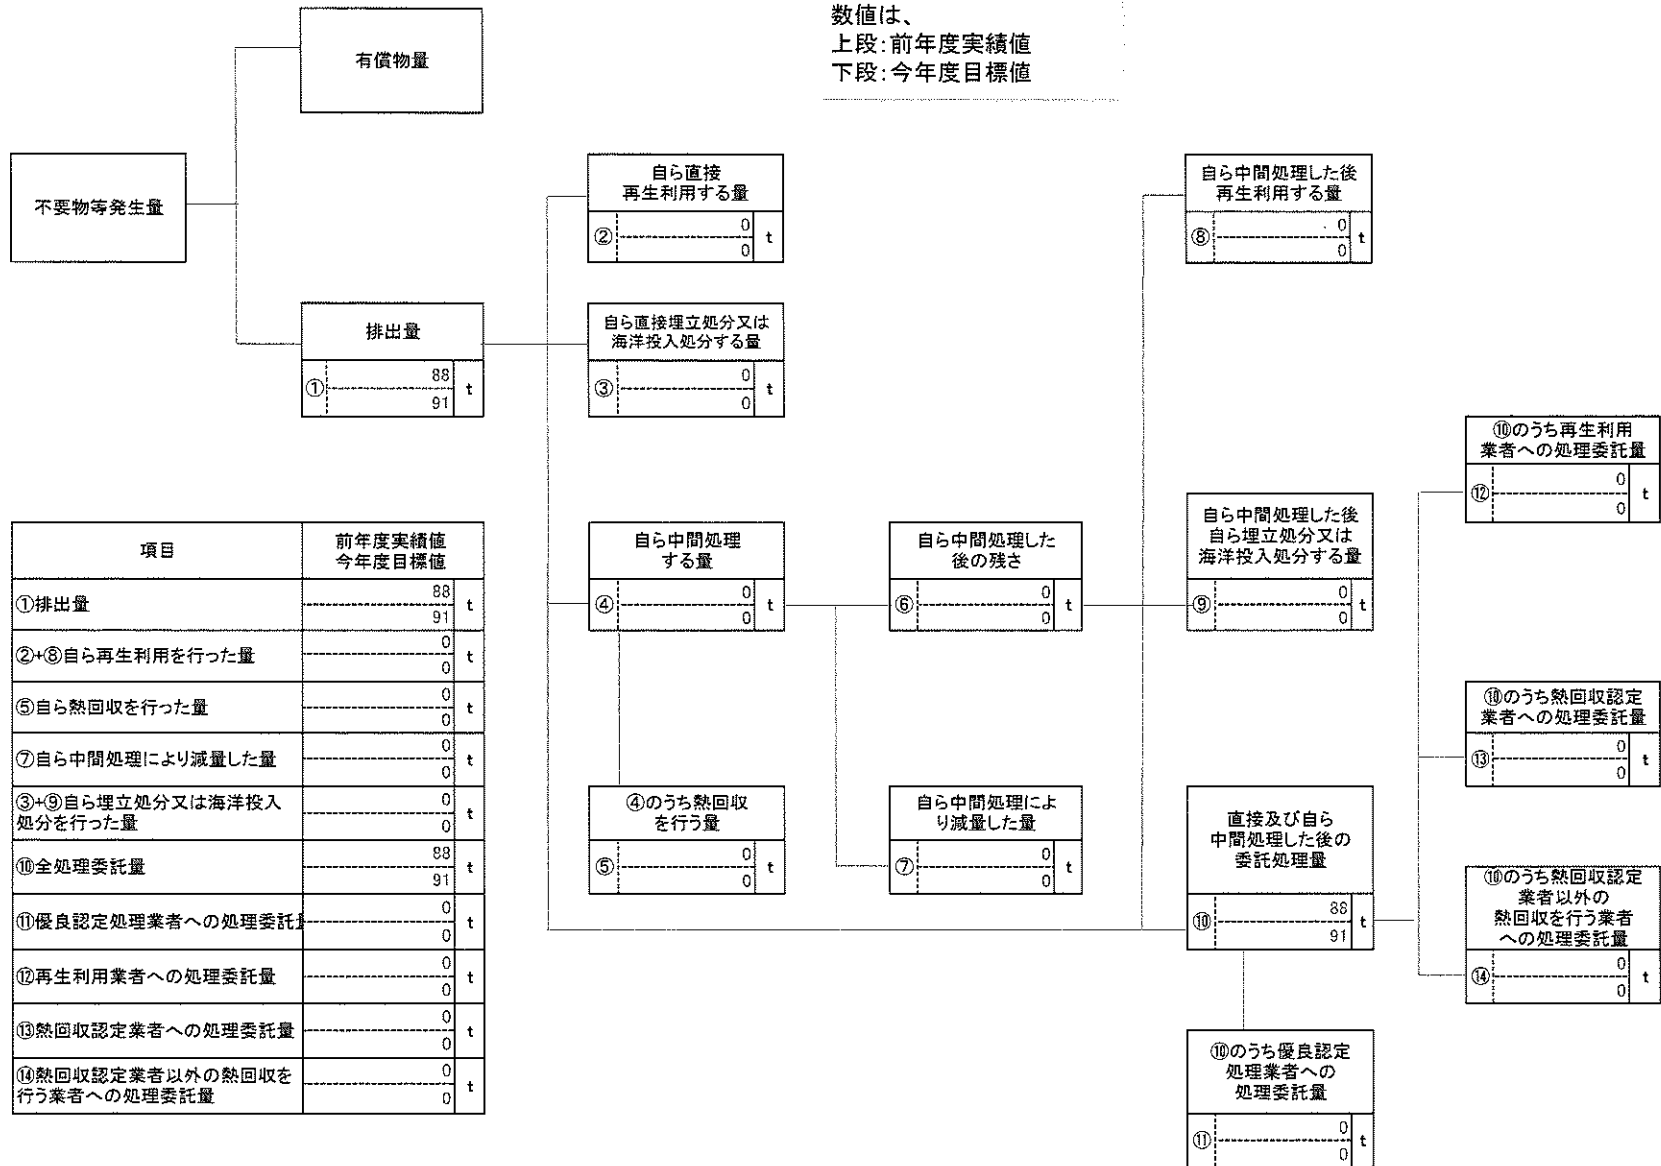 数値は、
上段:前年度実績値
下段:今年度目標値
有償物量
不要物等発生量
排出量
① 88 t
91
自ら直接
再生利用する量
② 0 t
0
自ら直接埋立処分又は
海洋投入処分する量
③ 0 t
0
自ら中間処理した後
再生利用する量
⑧ 0 t
0
自ら中間処理
する量
④ 0 t
0
自ら中間処理した
後の残さ
⑥ 0 t
0
自ら中間処理した後
自ら埋立処分又は
海洋投入処分する量
⑨ 0 t
0
④のうち熱回収
を行う量
⑤ 0 t
0
自ら中間処理によ
り減量した量
⑦ 0 t
0
直接及び自ら
中間処理した後の
委託処理量
⑩ 88 t
91
⑩のうち優良認定
処理業者への
処理委託量
⑪ 0 t
0
⑩のうち再生利用
業者への処理委託量
⑫ 0 t
0
⑩のうち熱回収認定
業者への処理委託量
⑬ 0 t
0
⑩のうち熱回収認定
業者以外の
熱回収を行う業者
への処理委託量
⑭ 0 t
0
項目 前年度実績値
今年度目標値
①排出量 88 t
91
②+⑧自ら再生利用を行った量 0 t
0
⑤自ら熱回収を行った量 0 t
0
⑦自ら中間処理により減量した量 0 t
0
③+⑨自ら埋立処分又は海洋投入
処分を行った量 0 t
0
⑩全処理委託量 88 t
91
⑪優良認定処理業者への処理委託 0 t
0
⑫再生利用業者への処理委託量 0 t
0
⑬熱回収認定業者への処理委託量 0 t
0
⑭熱回収認定業者以外の熱回収を
行う業者への処理委託量 0 t
0